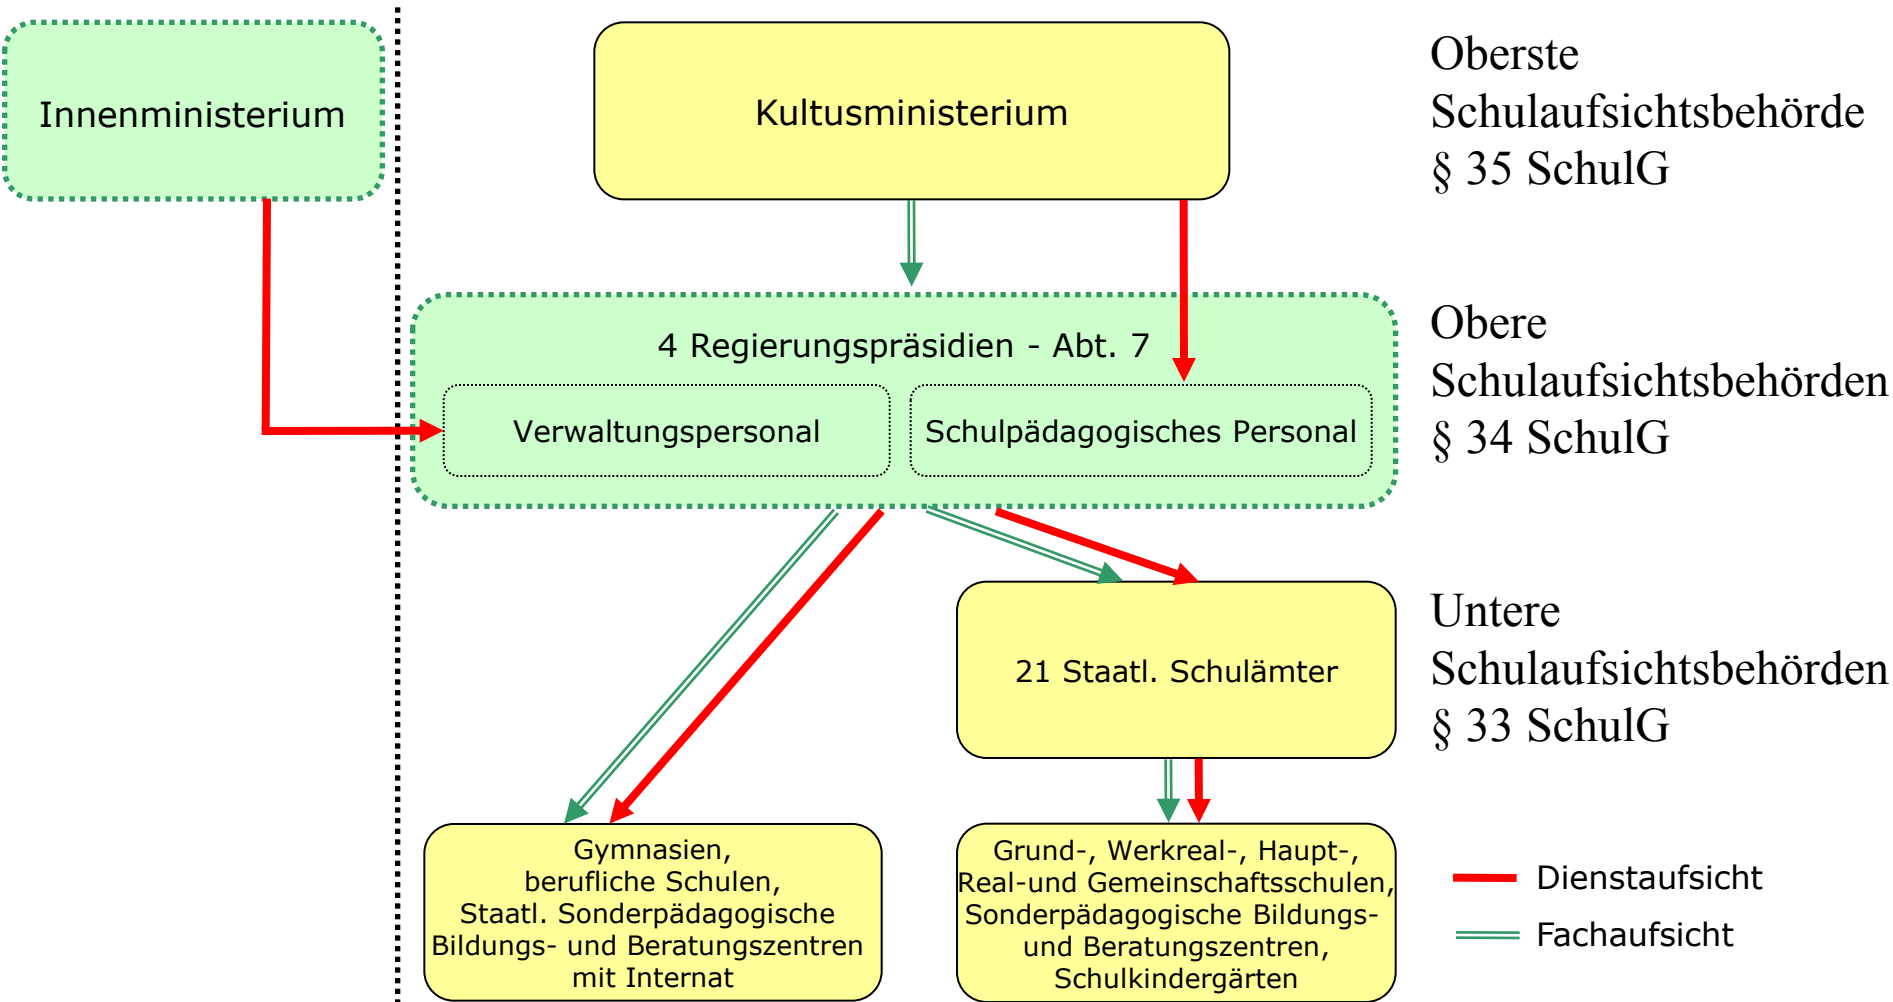 Innenministerium
Kultusministerium
Oberste
Schulaufsichtsbehörde
§ 35 SchulG
4 Regierungspräsidien - Abt. 7
Verwaltungspersonal
Schulpädagogisches Personal
Obere
Schulaufsichtsbehörden
§ 34 SchulG
21 Staatl. Schulämter
Untere
Schulaufsichtsbehörden
§ 33 SchulG
Gymnasien,
berufliche Schulen,
Staatl. Sonderpädagogische
Bildungs- und Beratungszentren
mit Internat
Grund-, Werkreal-, Haupt-,
Real-und Gemeinschaftsschulen,
Sonderpädagogische Bildungs-
und Beratungszentren,
Schulkindergärten
Dienstaufsicht
Fachaufsicht